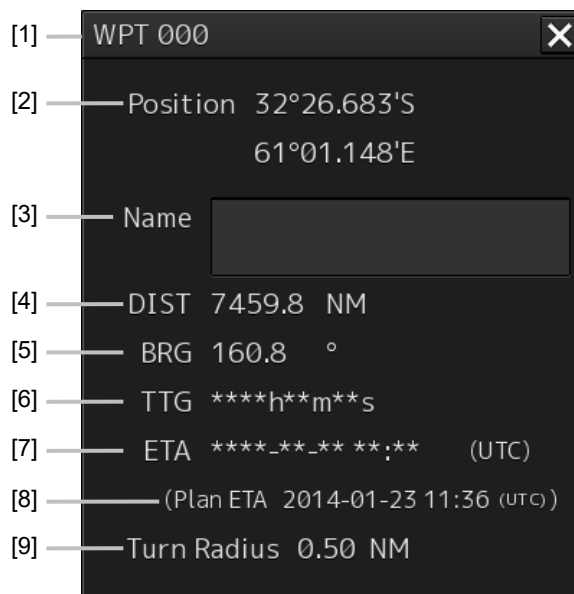 [1] WPT 000
[2] Position 32°26.683'S
61°01.148'E
[3] Name
[4] DIST 7459.8 NM
[5] BRG 160.8 °
[6] TTG ****h**m**s
[7] ETA ****-**-** **:** (UTC)
[8] (Plan ETA 2014-01-23 11:36 (UTC))
[9] Turn Radius 0.50 NM